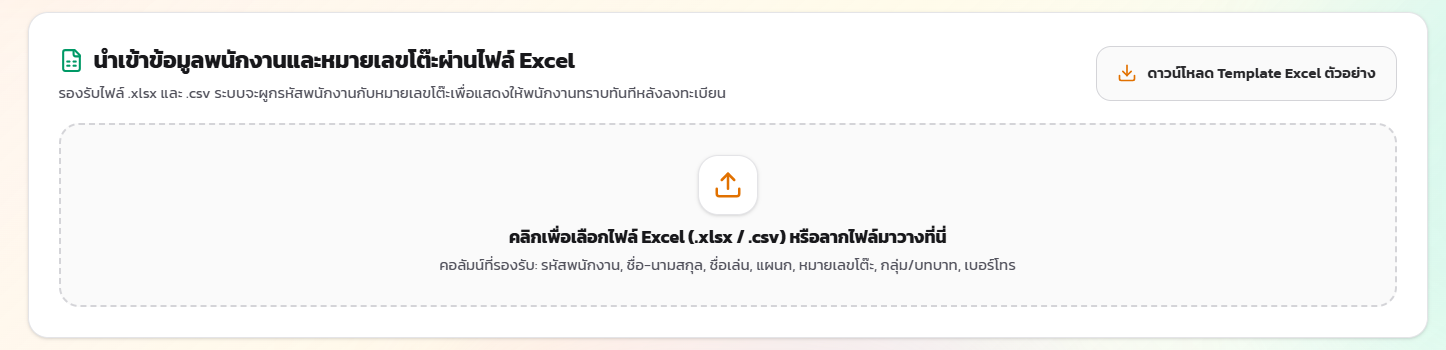 นำเข้าข้อมูลพนักงานและหมายเลขโต๊ะผ่านไฟล์ Excel
รองรับไฟล์ .xlsx และ .csv ระบบจะผูกรหัสพนักงานกับหมายเลขโต๊ะเพื่อแสดงให้พนักงานทราบทันทีหลังลงทะเบียน
ดาวน์โหลด Template Excel ตัวอย่าง
คลิกเพื่อเลือกไฟล์ Excel (.xlsx / .csv) หรือลากไฟล์มาวางที่นี่
คอลัมน์ที่รองรับ: รหัสพนักงาน, ชื่อ-นามสกุล, ชื่อเล่น, แผนก, หมายเลขโต๊ะ, กลุ่ม/บทบาท, เบอร์โทร